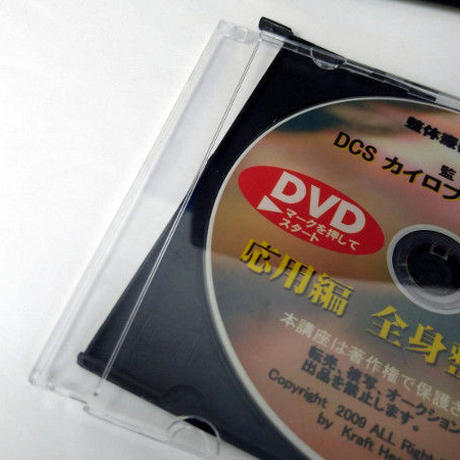 整体
監
DCS カイロプ
DVD
▶マークを押して
スタート
応用編 全身整
本講座は著作権で保護さ
転売、複写、オークション
出品を禁止します。
Copyright 2009 ALL Right
by Kraft He